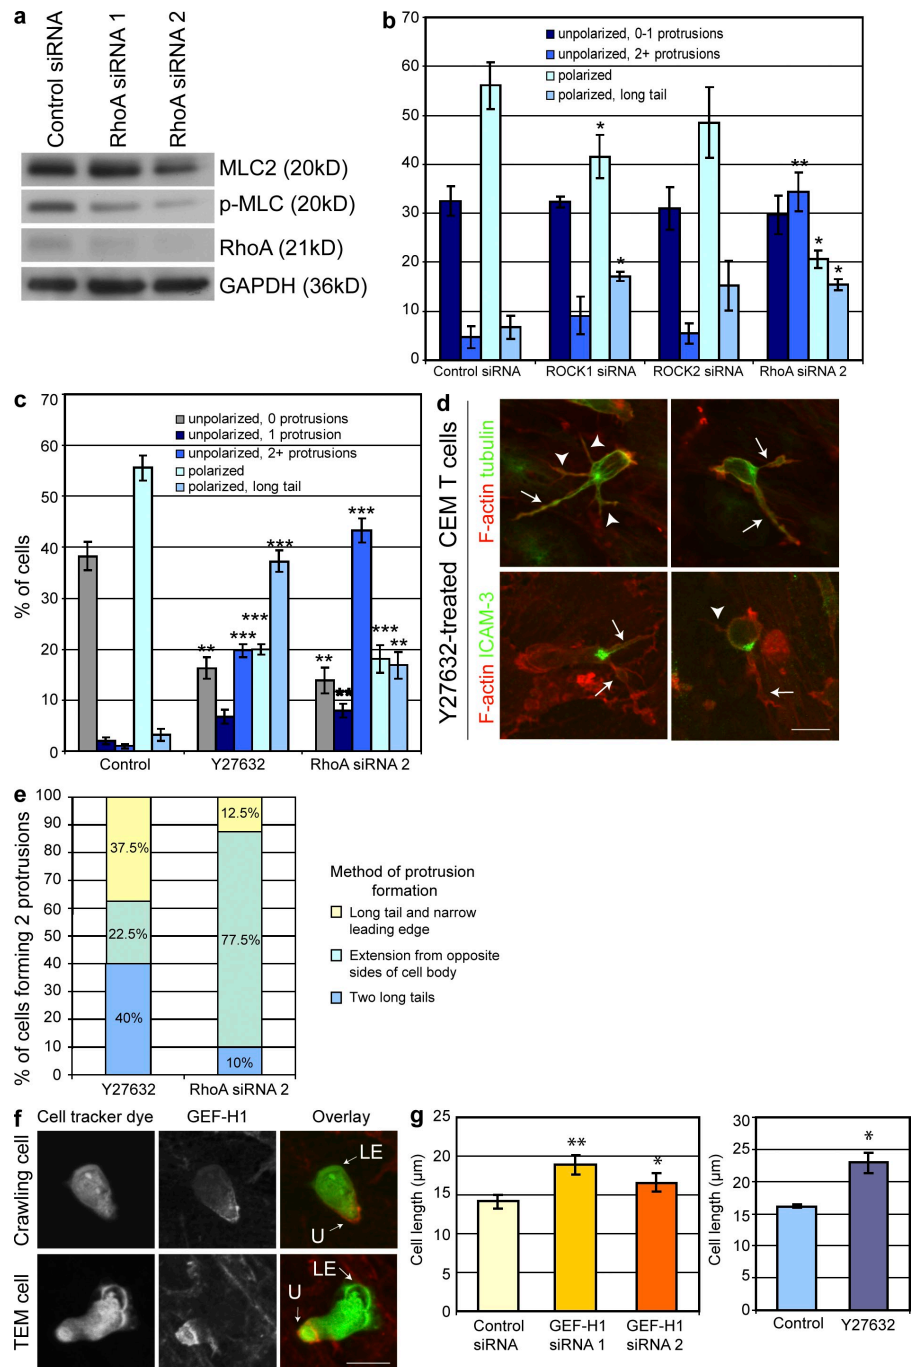 a
Control siRNA
RhoA siRNA 1
RhoA siRNA 2
MLC2 (20kD)
p-MLC (20kD)
RhoA (21kD)
GAPDH (36kD)
b
unpolarized, 0-1 protrusions
unpolarized, 2+ protrusions
polarized
polarized, long tail
70
60
50
40
30
20
10
0
*
*
**
*
*
Control siRNA
ROCK1 siRNA
ROCK2 siRNA
RhoA siRNA 2
c
% of cells
unpolarized, 0 protrusions
unpolarized, 1 protrusion
unpolarized, 2+ protrusions
polarized
polarized, long tail
70
60
50
40
30
20
10
0
**
***
***
***
**
**
***
***
**
Control
Y27632
RhoA siRNA 2
d
Y27632-treated CEM T cells
F-actin tubulin
F-actin ICAM-3
e
% of cells forming 2 protrusions
100
90
80
70
60
50
40
30
20
10
0
37.5%
22.5%
40%
12.5%
77.5%
10%
Y27632
RhoA siRNA 2
Method of protrusion
formation
Long tail and narrow
leading edge
Extension from opposite
sides of cell body
Two long tails
f
Cell tracker dye
GEF-H1
Overlay
Crawling cell
LE
U
TEM cell
LE
U
g
Cell length (µm)
25
20
15
10
5
0
**
*
Control
siRNA
GEF-H1
siRNA 1
GEF-H1
siRNA 2
Cell length (µm)
30
25
20
15
10
5
0
*
Control
Y27632